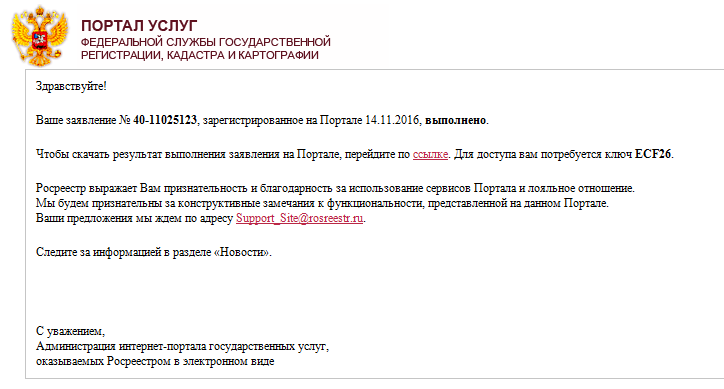 ПОРТАЛ УСЛУГ
ФЕДЕРАЛЬНОЙ СЛУЖБЫ ГОСУДАРСТВЕННОЙ
РЕГИСТРАЦИИ, КАДАСТРА И КАРТОГРАФИИ
Здравствуйте!
Ваше заявление № 40-11025123, зарегистрированное на Портале 14.11.2016, выполнено.
Чтобы скачать результат выполнения заявления на Портале, перейдите по ссылке. Для доступа вам потребуется ключ ECF26.
Росреестр выражает Вам признательность и благодарность за использование сервисов Портала и лояльное отношение.
Мы будем признательны за конструктивные замечания к функциональности, представленной на данном Портале.
Ваши предложения мы ждем по адресу Support_Site@rosreestr.ru.
Следите за информацией в разделе «Новости».
С уважением,
Администрация интернет-портала государственных услуг,
оказываемых Росреестром в электронном виде